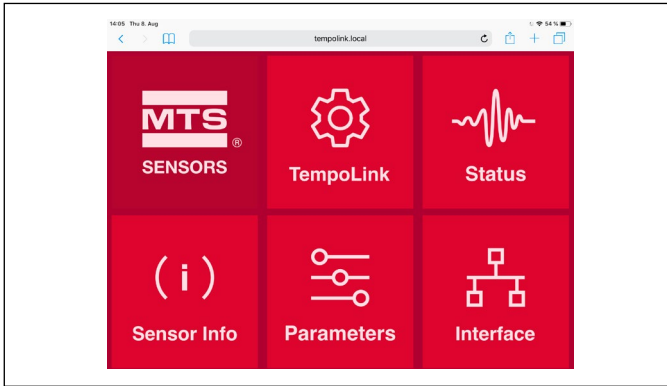 14:05 Thu 8. Aug
54 %
tempolink.local
MTS
®
SENSORS
TempoLink
Status
( i )
Sensor Info
Parameters
Interface